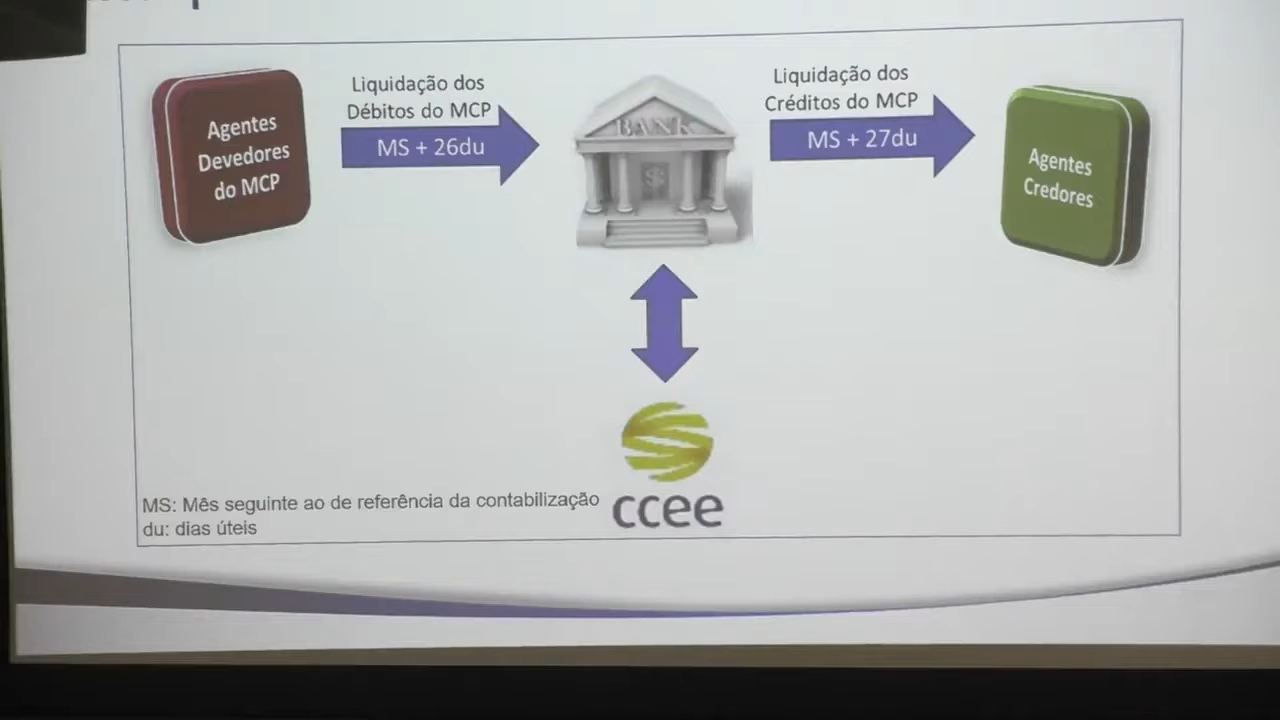 Agentes
Devedores
do MCP
Liquidação dos
Débitos do MCP
MS + 26du
BANK
$
Liquidação dos
Créditos do MCP
MS + 27du
Agentes
Credores
ccee
MS: Mês seguinte ao de referência da contabilização
du: dias úteis